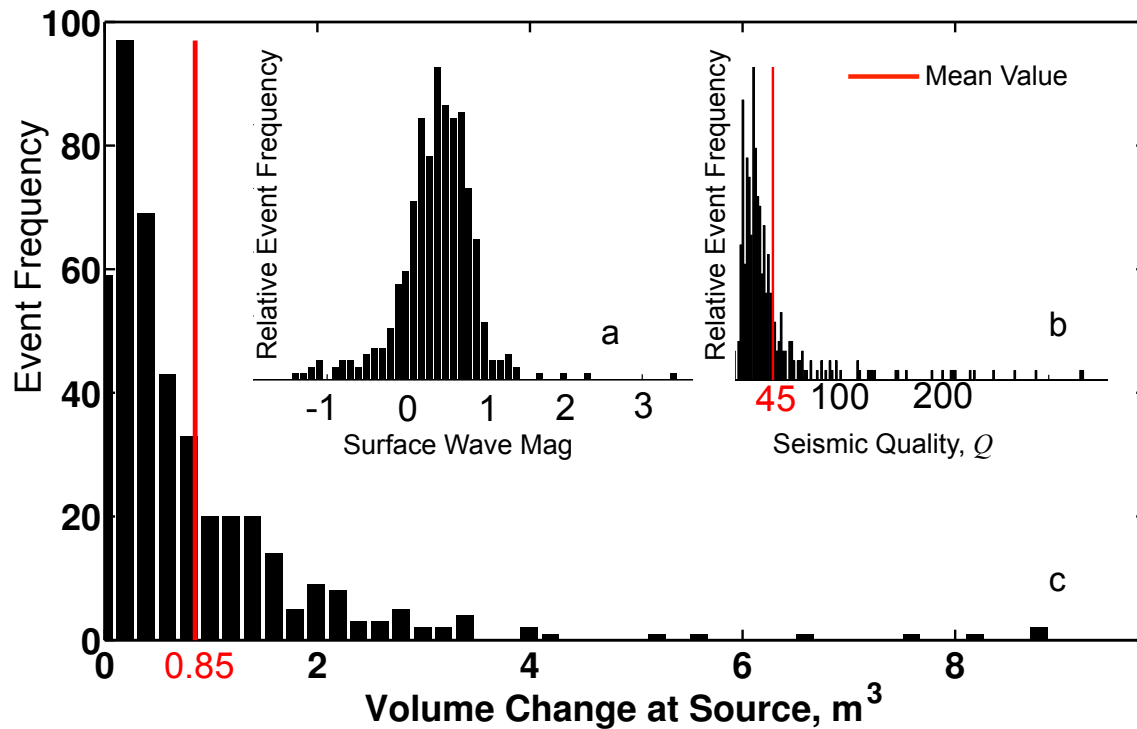 100
80
60
40
20
0
Event Frequency
Relative Event Frequency
a
-1 0 1 2 3
Surface Wave Mag
Relative Event Frequency
Mean Value
b
45 100 200
Seismic Quality, Q
c
0 0.85 2 4 6 8
Volume Change at Source, m³